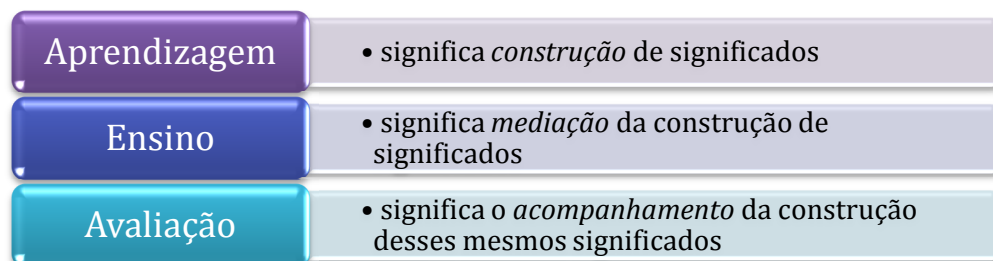 Aprendizagem
• significa construção de significados
Ensino
• significa mediação da construção de
significados
Avaliação
• significa o acompanhamento da construção
desses mesmos significados